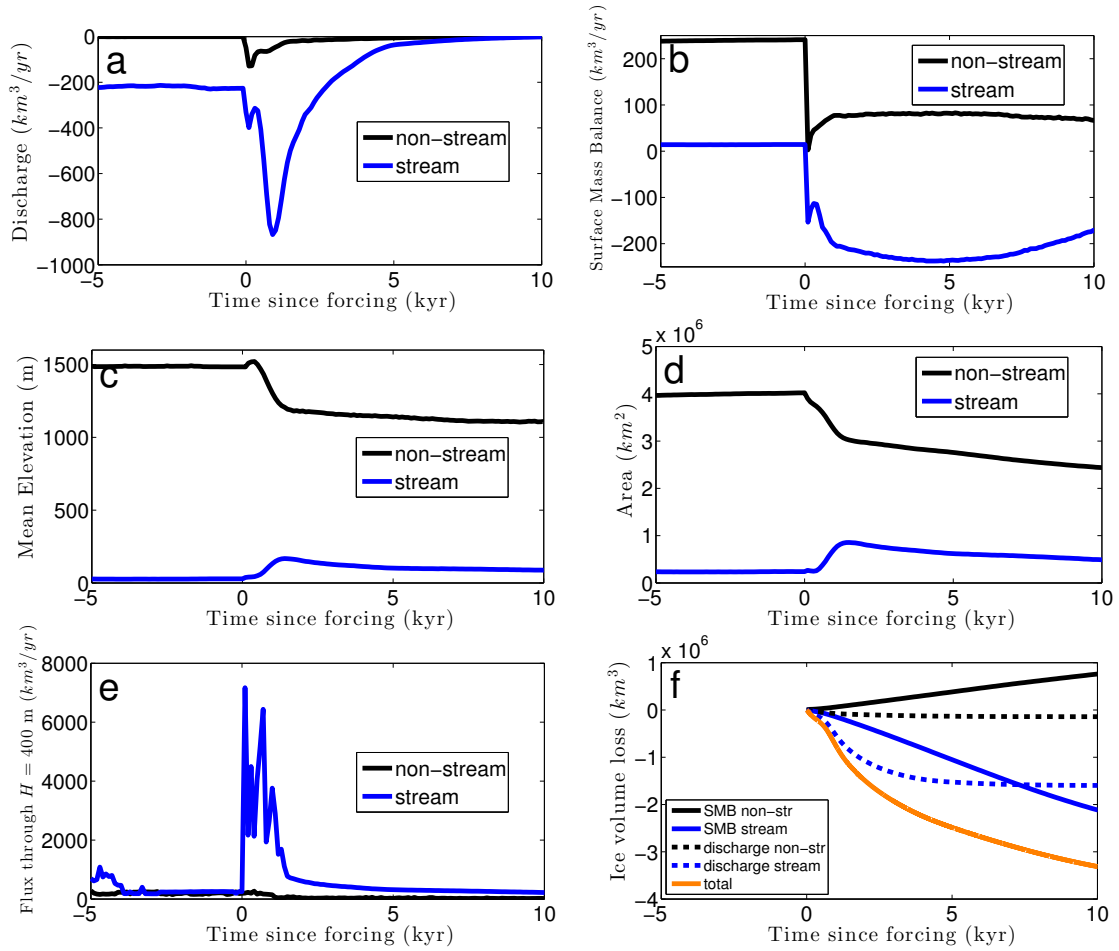 a
Discharge (km³/yr)
0
−200
−400
−600
−800
−1000
−5
0
5
10
Time since forcing (kyr)
non−stream
stream
b
Surface Mass Balance (km³/yr)
200
100
0
−100
−200
−5
0
5
10
Time since forcing (kyr)
non−stream
stream
c
Mean Elevation (m)
1500
1000
500
0
−5
0
5
10
Time since forcing (kyr)
non−stream
stream
d
x 10⁶
Area (km²)
5
4
3
2
1
0
−5
0
5
10
Time since forcing (kyr)
non−stream
stream
e
Flux through H = 400 m (km³/yr)
8000
6000
4000
2000
0
−5
0
5
10
Time since forcing (kyr)
non−stream
stream
f
x 10⁶
Ice volume loss (km³)
1
0
−1
−2
−3
−4
−5
0
5
10
Time since forcing (kyr)
SMB non−str
SMB stream
discharge non−str
discharge stream
total